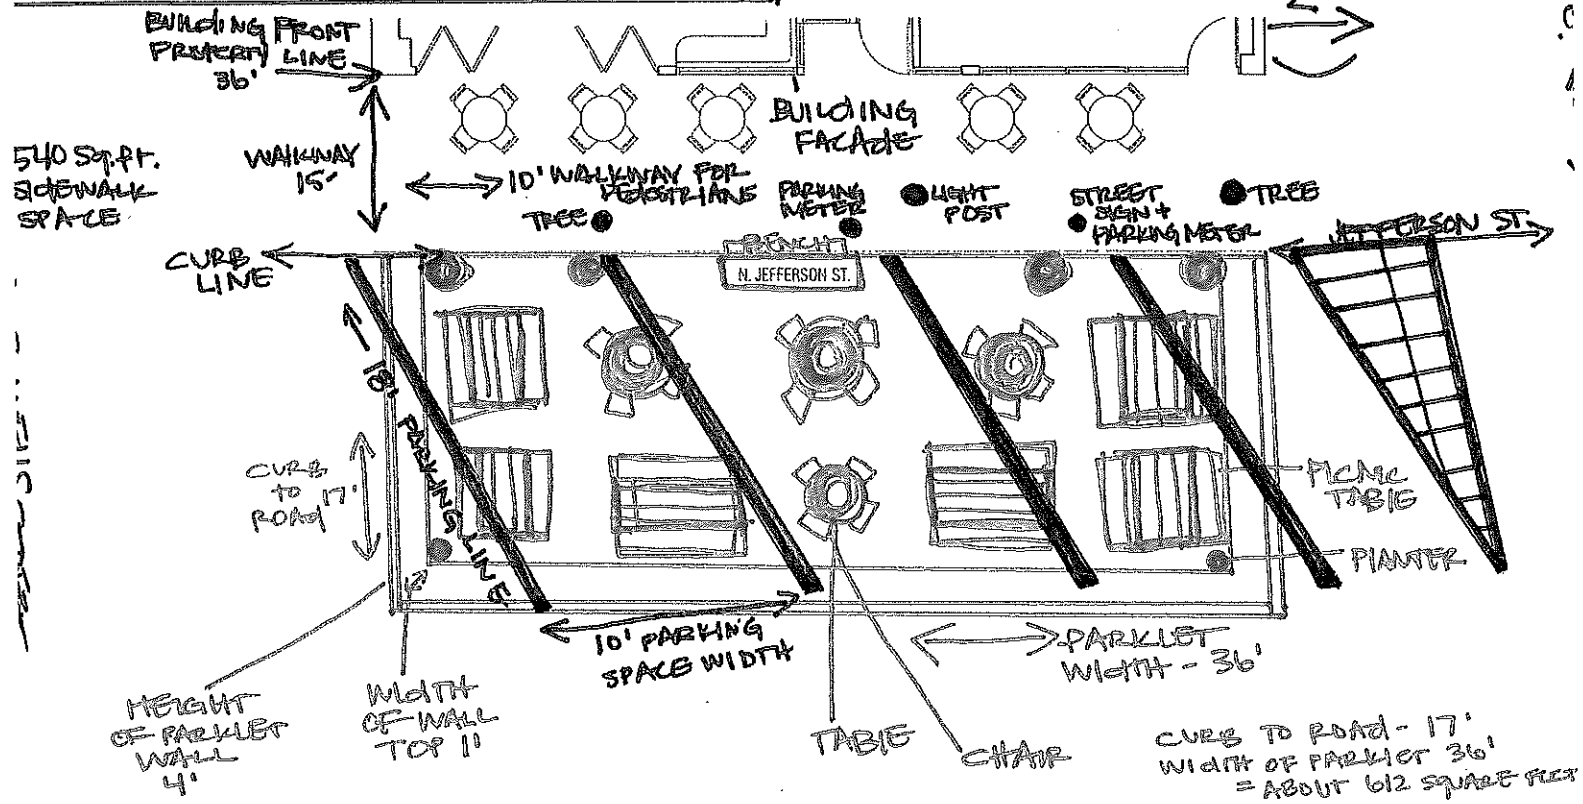 BUILDING FRONT
PROPERTY LINE
36'
BUILDING
FACADE
540 Sq.Ft.
SIDEWALK
SPACE
WALKWAY
15'
10' WALKWAY FOR
PEDESTRIANS
TREE
PARKING
METER
LIGHT
POST
STREET
SIGN +
PARKING METER
TREE
JEFFERSON ST.
CURB
LINE
BENCH
N. JEFFERSON ST.
18' PARKING LINE
CURB
TO
ROAD 17'
PICNIC
TABLE
PLANTER
10' PARKING
SPACE WIDTH
PARKLET
WIDTH - 36'
HEIGHT
OF PARKLET
WALL
4'
WIDTH
OF WALL
TOP 1'
TABLE
CHAIR
CURB TO ROAD - 17'
WIDTH OF PARKLET 36'
= ABOUT 612 SQUARE FEET